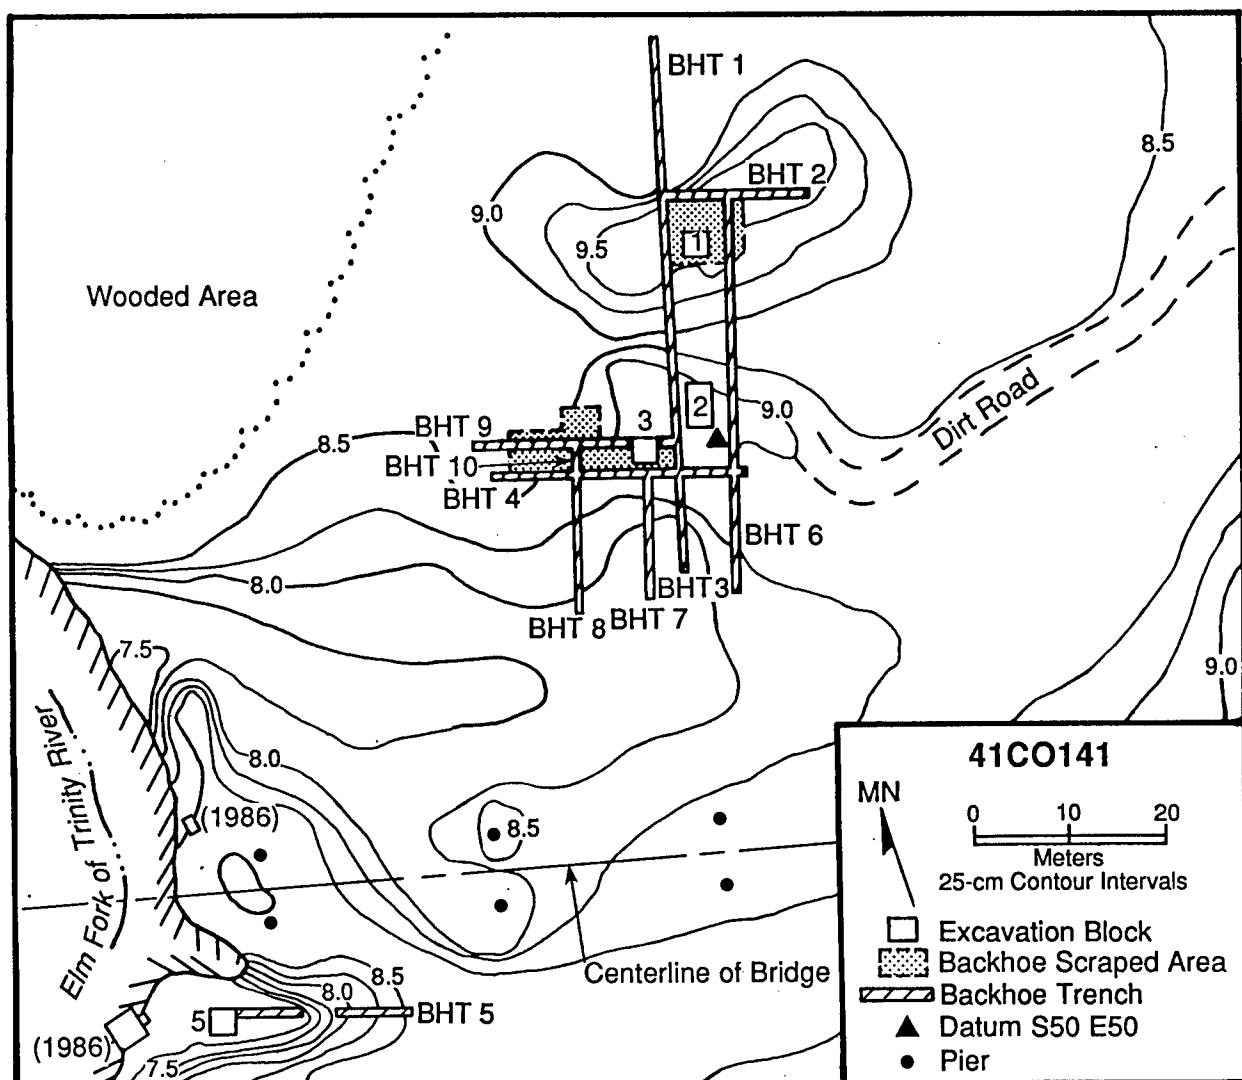 BHT 1
8.5
BHT 2
9.0
1
9.5
Wooded Area
Dirt Road
2
9.0
3
BHT 9
8.5
BHT 10
BHT 4
BHT 6
8.0
BHT 3
BHT 7
BHT 8
7.5
9.0
Elm Fork of Trinity River
8.0
(1986)
8.5
Centerline of Bridge
8.5
8.0
BHT 5
5
(1986)
7.5
41CO141
MN
0 10 20
Meters
25-cm Contour Intervals
Excavation Block
Backhoe Scraped Area
Backhoe Trench
Datum S50 E50
Pier